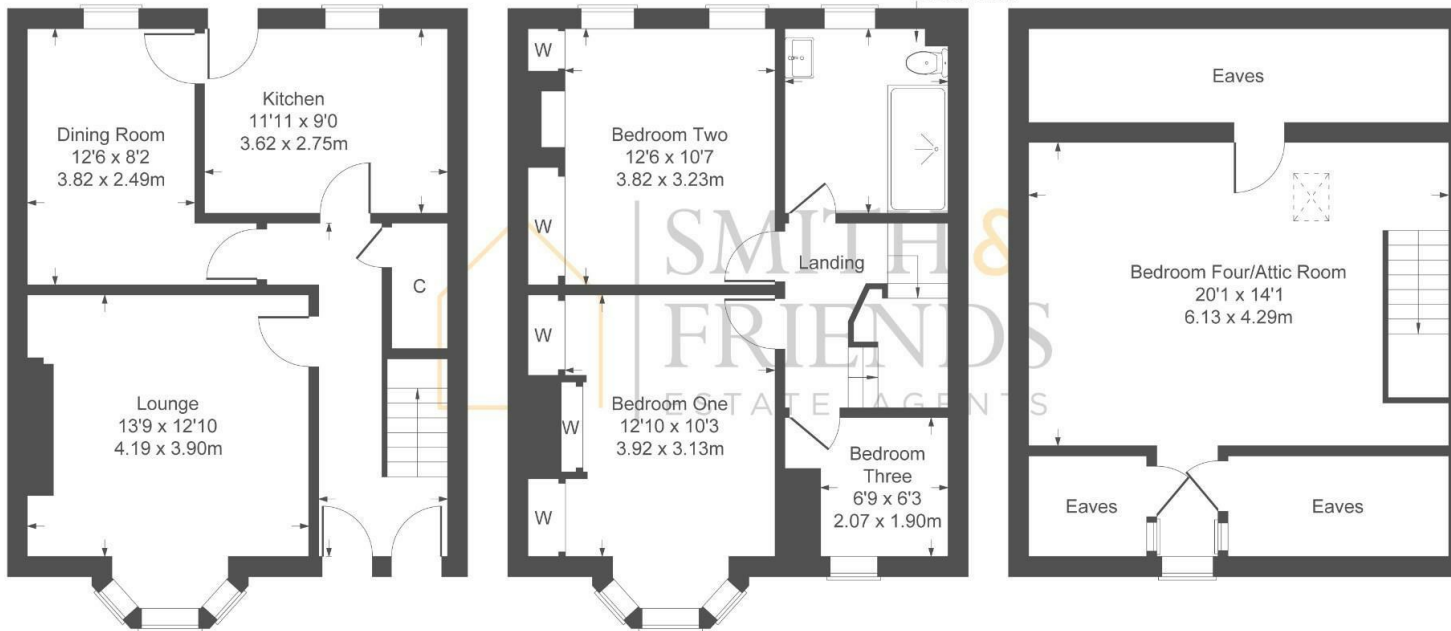 Dining Room
12'6 x 8'2
3.82 x 2.49m
Kitchen
11'11 x 9'0
3.62 x 2.75m
C
Lounge
13'9 x 12'10
4.19 x 3.90m
W
Bedroom Two
12'6 x 10'7
3.82 x 3.23m
W
Landing
W
W
Bedroom One
12'10 x 10'3
3.92 x 3.13m
W
Bedroom
Three
6'9 x 6'3
2.07 x 1.90m
SMITH &
FRIENDS
ESTATE AGENTS
Eaves
Bedroom Four/Attic Room
20'1 x 14'1
6.13 x 4.29m
Eaves
Eaves